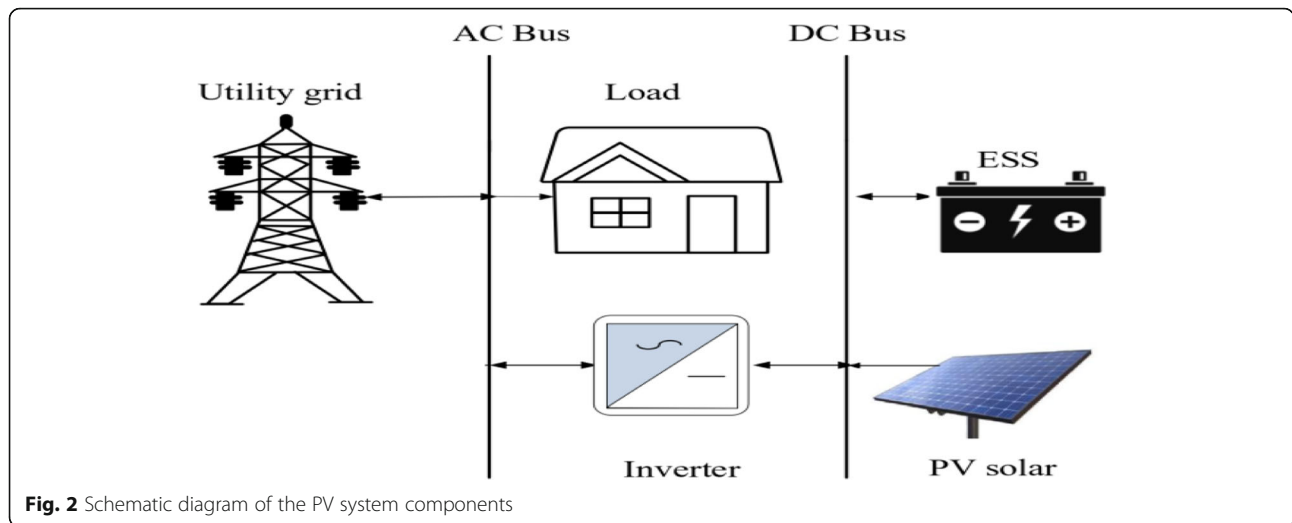 AC Bus
DC Bus
Utility grid
Load
ESS
Inverter
PV solar
Fig. 2 Schematic diagram of the PV system components